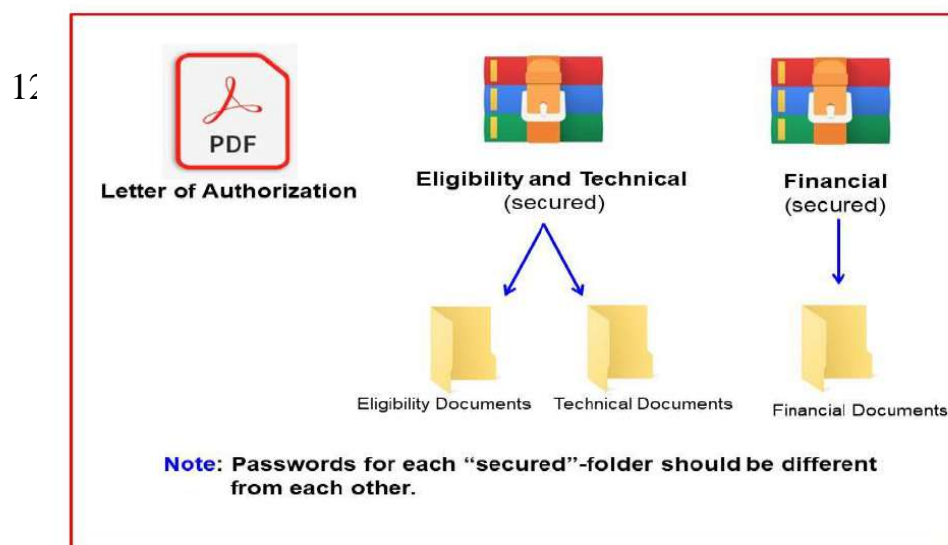 12
PDF
Letter of Authorization
Eligibility and Technical
(secured)
Financial
(secured)
Eligibility Documents
Technical Documents
Financial Documents
Note: Passwords for each “secured”-folder should be different
from each other.